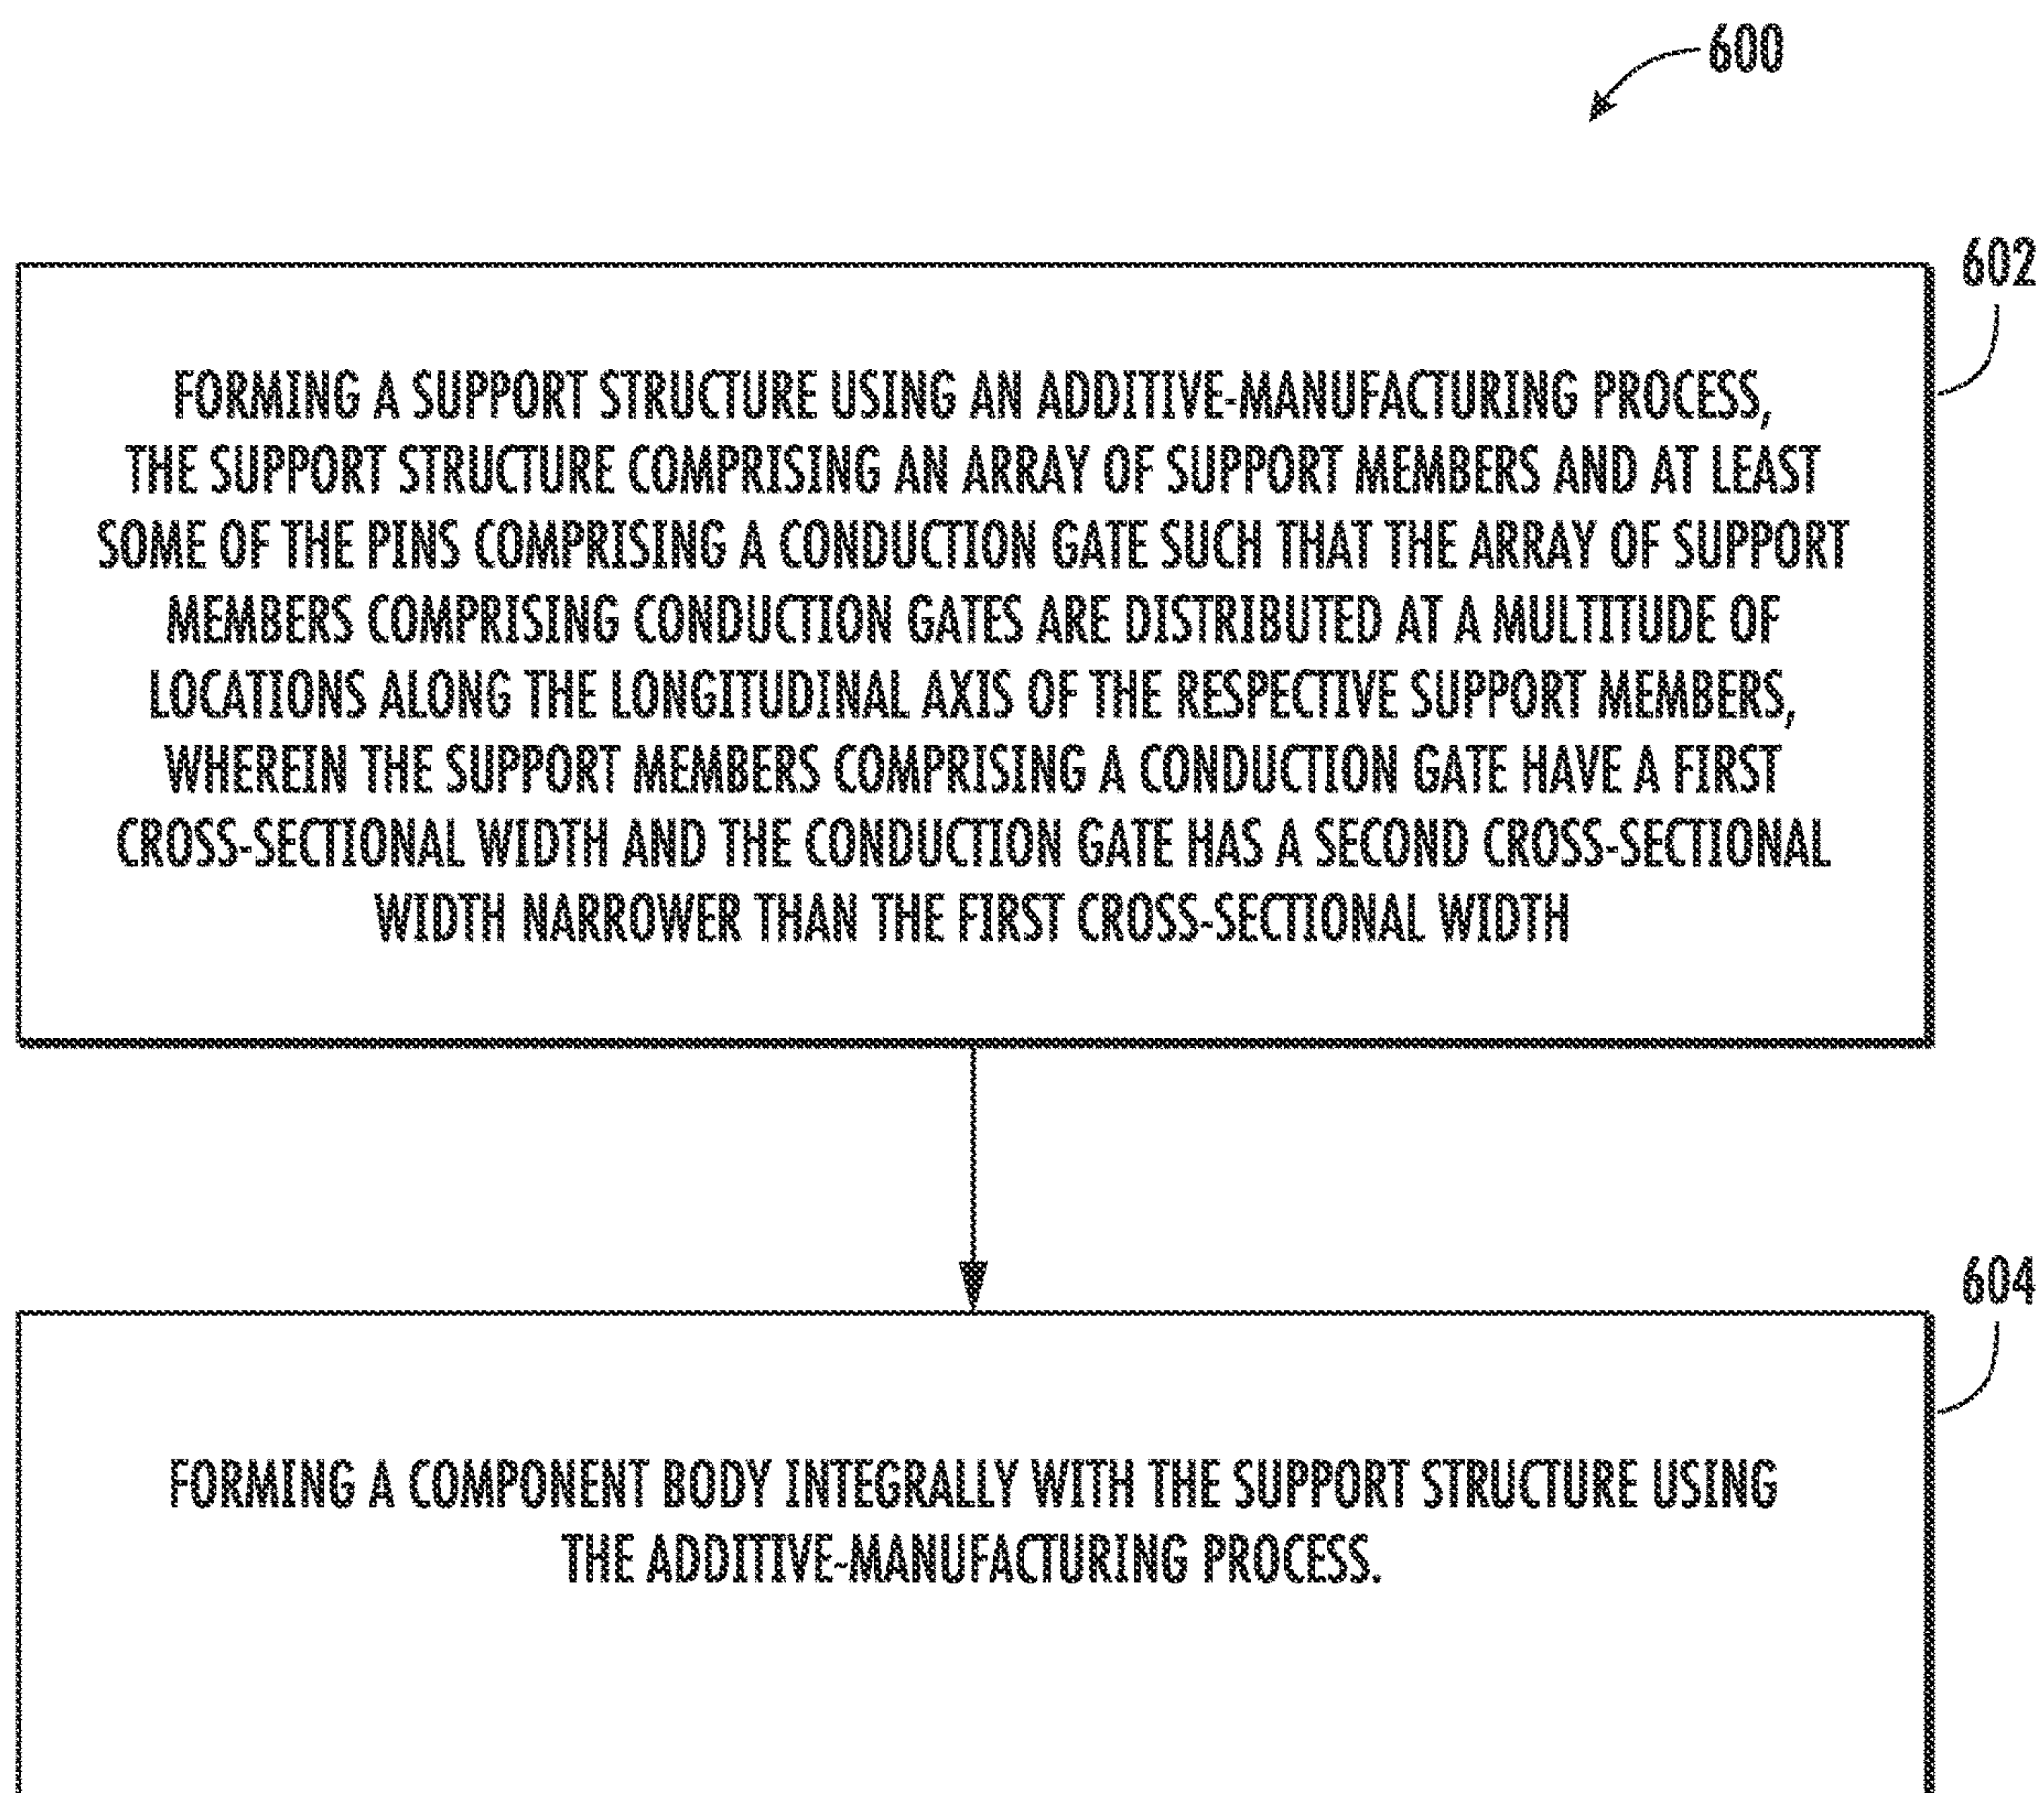 600
602
FORMING A SUPPORT STRUCTURE USING AN ADDITIVE-MANUFACTURING PROCESS,
THE SUPPORT STRUCTURE COMPRISING AN ARRAY OF SUPPORT MEMBERS AND AT LEAST
SOME OF THE PINS COMPRISING A CONDUCTION GATE SUCH THAT THE ARRAY OF SUPPORT
MEMBERS COMPRISING CONDUCTION GATES ARE DISTRIBUTED AT A MULTITUDE OF
LOCATIONS ALONG THE LONGITUDINAL AXIS OF THE RESPECTIVE SUPPORT MEMBERS,
WHEREIN THE SUPPORT MEMBERS COMPRISING A CONDUCTION GATE HAVE A FIRST
CROSS-SECTIONAL WIDTH AND THE CONDUCTION GATE HAS A SECOND CROSS-SECTIONAL
WIDTH NARROWER THAN THE FIRST CROSS-SECTIONAL WIDTH
604
FORMING A COMPONENT BODY INTEGRALLY WITH THE SUPPORT STRUCTURE USING
THE ADDITIVE-MANUFACTURING PROCESS.